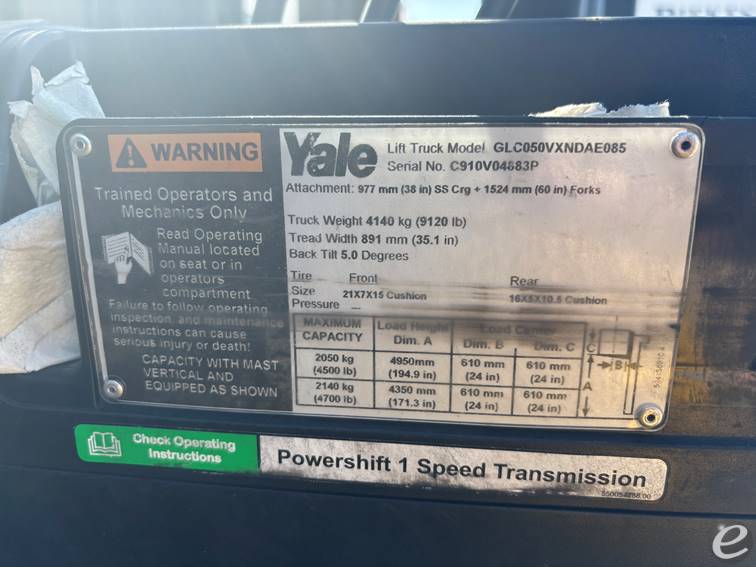 WARNING
Trained Operators and
Mechanics Only
Read Operating
Manual located
on seat or in
operators
compartment.
Failure to follow operating
inspection and maintenance
instructions can cause
serious injury or death!
CAPACITY WITH MAST
VERTICAL AND
EQUIPPED AS SHOWN
Yale Lift Truck Model GLC050VXNDAE085
Serial No. C910V04883P
Attachment: 977 mm (38 in) SS Crg + 1524 mm (60 in) Forks
Truck Weight 4140 kg (9120 lb)
Tread Width 891 mm (35.1 in)
Back Tilt 5.0 Degrees
Tire Front Rear
Size 21X7X15 Cushion 16X5X10.5 Cushion
Pressure
MAXIMUM Load Height Load Center
CAPACITY Dim. A Dim. B Dim. C
2050 kg 4950mm 610 mm 610 mm
(4500 lb) (194.9 in) (24 in) (24 in)
2140 kg 4350 mm 610 mm 610 mm
(4700 lb) (171.3 in) (24 in) (24 in)
C
B
A
Check Operating
Instructions
Powershift 1 Speed Transmission
e